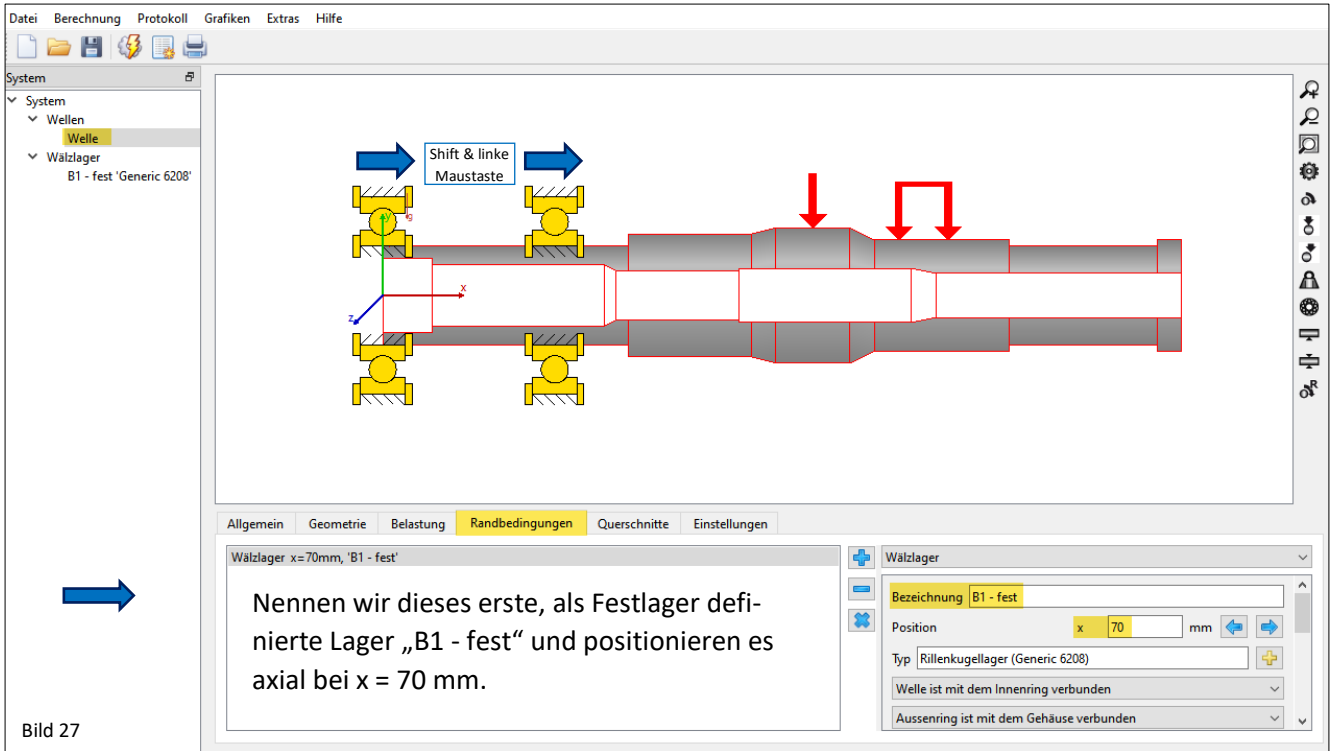 Datei Berechnung Protokoll Grafiken Extras Hilfe
System
System
Wellen
Welle
Wälzlager
B1 - fest 'Generic 6208'
Shift & linke
Maustaste
y
g
x
z
R
Allgemein Geometrie Belastung Randbedingungen Querschnitte Einstellungen
Wälzlager x=70mm, 'B1 - fest'
Nennen wir dieses erste, als Festlager defi-
nierte Lager „B1 - fest“ und positionieren es
axial bei x = 70 mm.
Wälzlager
Bezeichnung B1 - fest
Position x 70 mm
Typ Rillenkugellager (Generic 6208)
Welle ist mit dem Innenring verbunden
Aussenring ist mit dem Gehäuse verbunden
Bild 27